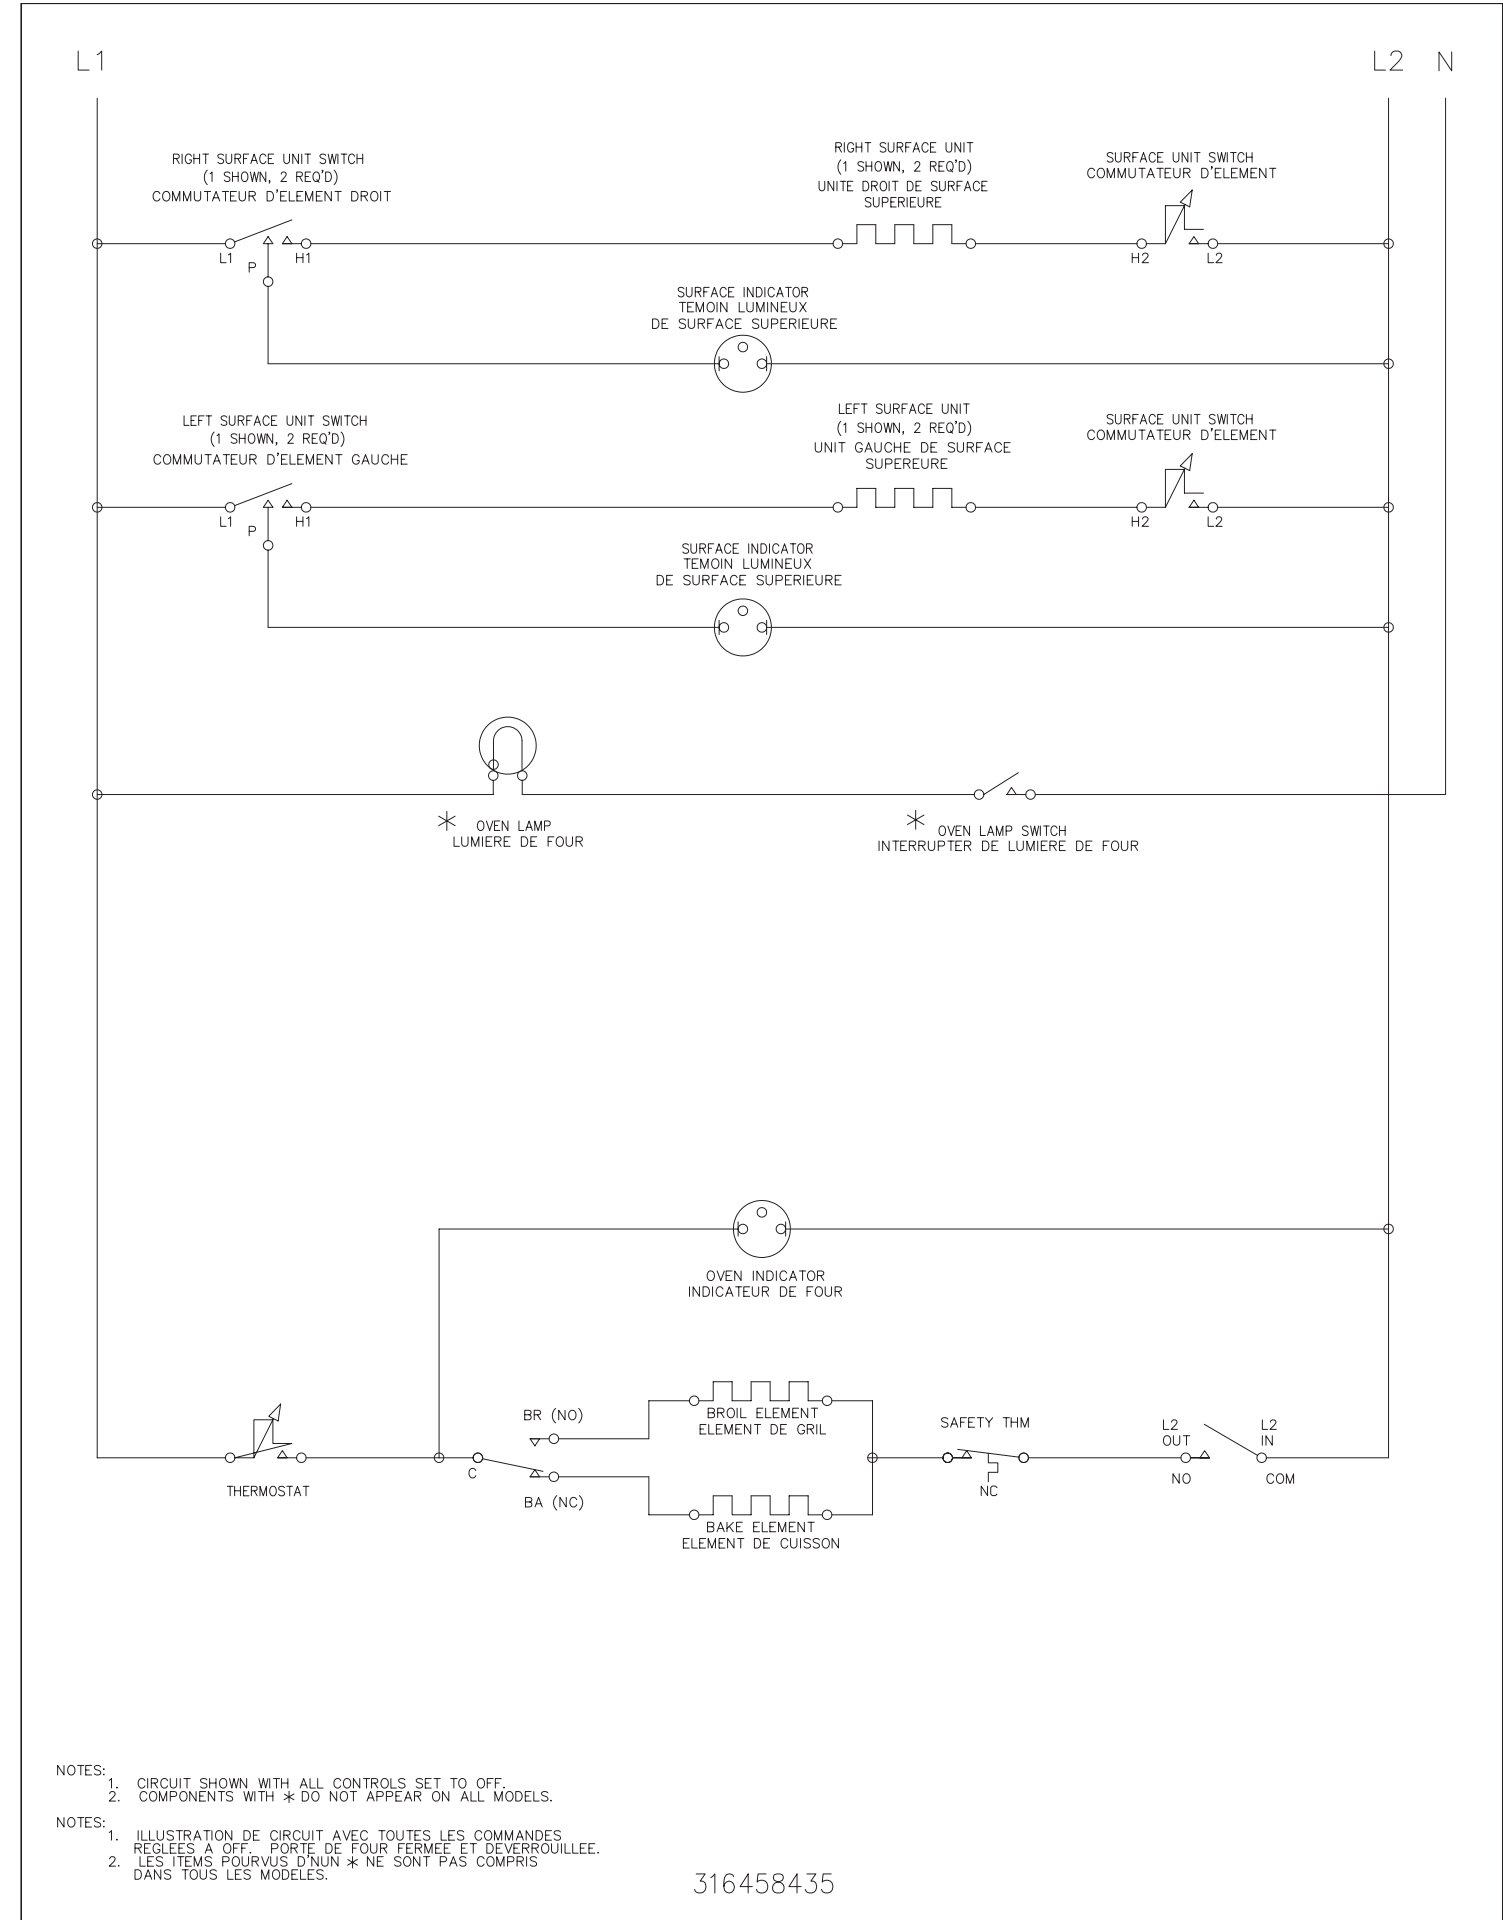 L1
L2 N
RIGHT SURFACE UNIT SWITCH
(1 SHOWN, 2 REQ'D)
COMMUTATEUR D'ELEMENT DROIT
RIGHT SURFACE UNIT
(1 SHOWN, 2 REQ'D)
UNITE DROIT DE SURFACE
SUPERIEURE
SURFACE UNIT SWITCH
COMMUTATEUR D'ELEMENT
L1
P
H1
H2
L2
SURFACE INDICATOR
TEMOIN LUMINEUX
DE SURFACE SUPERIEURE
LEFT SURFACE UNIT SWITCH
(1 SHOWN, 2 REQ'D)
COMMUTATEUR D'ELEMENT GAUCHE
LEFT SURFACE UNIT
(1 SHOWN, 2 REQ'D)
UNIT GAUCHE DE SURFACE
SUPEREURE
SURFACE UNIT SWITCH
COMMUTATEUR D'ELEMENT
L1
P
H1
H2
L2
SURFACE INDICATOR
TEMOIN LUMINEUX
DE SURFACE SUPERIEURE
* OVEN LAMP
LUMIERE DE FOUR
* OVEN LAMP SWITCH
INTERRUPTER DE LUMIERE DE FOUR
OVEN INDICATOR
INDICATEUR DE FOUR
THERMOSTAT
C
BR (NO)
BA (NC)
BROIL ELEMENT
ELEMENT DE GRIL
BAKE ELEMENT
ELEMENT DE CUISSON
SAFETY THM
NC
L2
OUT
L2
IN
NO
COM
NOTES:
1. CIRCUIT SHOWN WITH ALL CONTROLS SET TO OFF.
2. COMPONENTS WITH * DO NOT APPEAR ON ALL MODELS.
NOTES:
1. ILLUSTRATION DE CIRCUIT AVEC TOUTES LES COMMANDES
REGLEES A OFF. PORTE DE FOUR FERMEE ET DEVERROUILLEE.
2. LES ITEMS POURVUS D'NUN * NE SONT PAS COMPRIS
DANS TOUS LES MODELES.
316458435